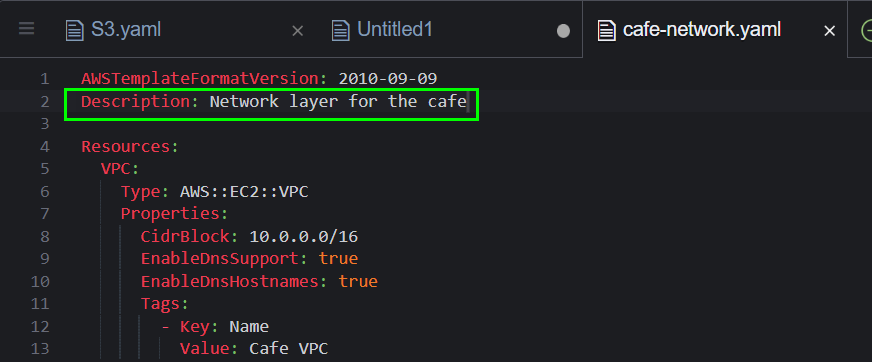 S3.yaml
Untitled1
cafe-network.yaml
1 AWSTemplateFormatVersion: 2010-09-09
2 Description: Network layer for the cafe
3
4 Resources:
5 VPC:
6 Type: AWS::EC2::VPC
7 Properties:
8 CidrBlock: 10.0.0.0/16
9 EnableDnsSupport: true
10 EnableDnsHostnames: true
11 Tags:
12 - Key: Name
13 Value: Cafe VPC